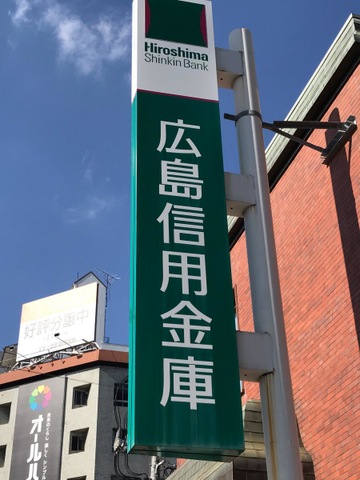 Hiroshima
Shinkin Bank
広島信用金庫
好評分譲中
オール